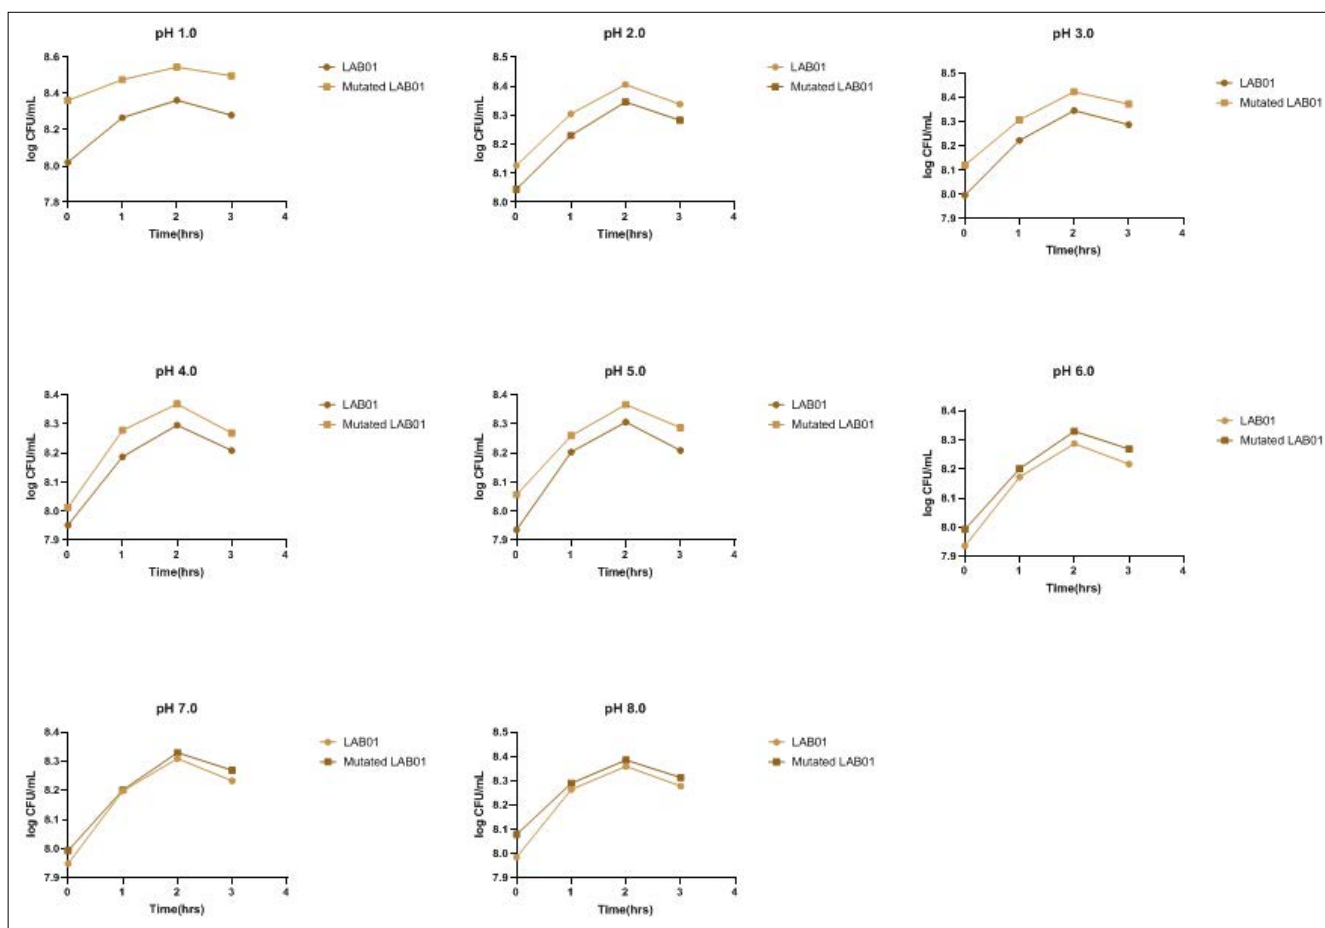 pH 1.0
8.6
8.4
8.2
8.0
7.8
log CFU/mL
0 1 2 3 4
Time(hrs)
LAB01
Mutated LAB01
pH 2.0
8.5
8.4
8.3
8.2
8.1
8.0
log CFU/mL
0 1 2 3 4
Time(hrs)
LAB01
Mutated LAB01
pH 3.0
8.5
8.4
8.3
8.2
8.1
8.0
7.9
log CFU/mL
0 1 2 3 4
Time(hrs)
LAB01
Mutated LAB01
pH 4.0
8.4
8.3
8.2
8.1
8.0
7.9
log CFU/mL
0 1 2 3 4
Time(hrs)
LAB01
Mutated LAB01
pH 5.0
8.4
8.3
8.2
8.1
8.0
7.9
log CFU/mL
0 1 2 3 4
Time(hrs)
LAB01
Mutated LAB01
pH 6.0
8.4
8.3
8.2
8.1
8.0
7.9
log CFU/mL
0 1 2 3 4
Time(hrs)
LAB01
Mutated LAB01
pH 7.0
8.4
8.3
8.2
8.1
8.0
7.9
log CFU/mL
0 1 2 3 4
Time(hrs)
LAB01
Mutated LAB01
pH 8.0
8.5
8.4
8.3
8.2
8.1
8.0
7.9
log CFU/mL
0 1 2 3 4
Time(hrs)
LAB01
Mutated LAB01